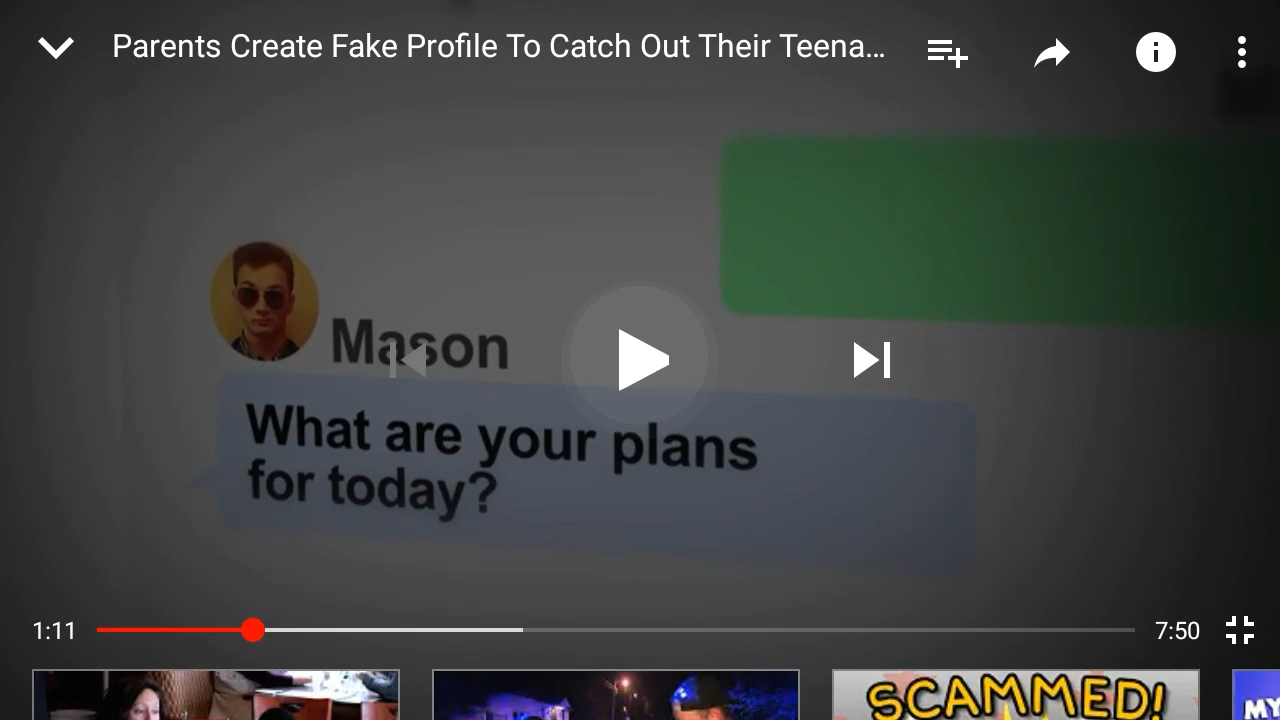 Parents Create Fake Profile To Catch Out Their Teena...
Mason
What are your plans
for today?
1:11
7:50
SCAMMED!
MY